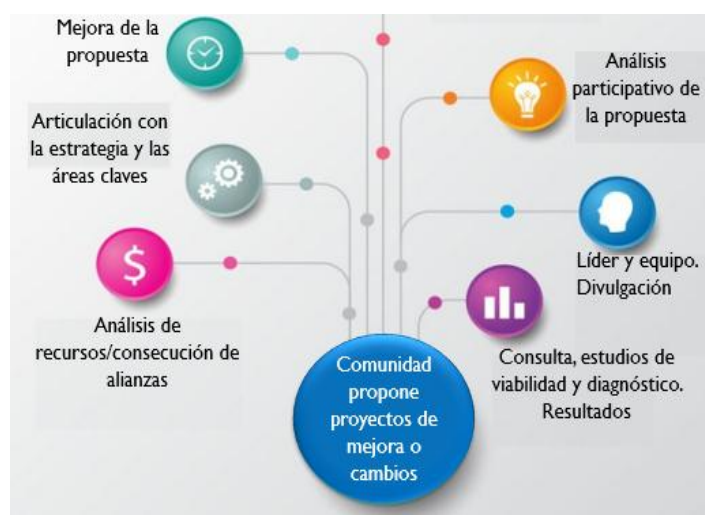 Mejora de la
propuesta
Análisis
participativo de
la propuesta
Articulación con
la estrategia y las
áreas claves
$
Líder y equipo.
Divulgación
Análisis de
recursos/consecución de
alianzas
Consulta, estudios de
viabilidad y diagnóstico.
Resultados
Comunidad
propone
proyectos de
mejora o
cambios